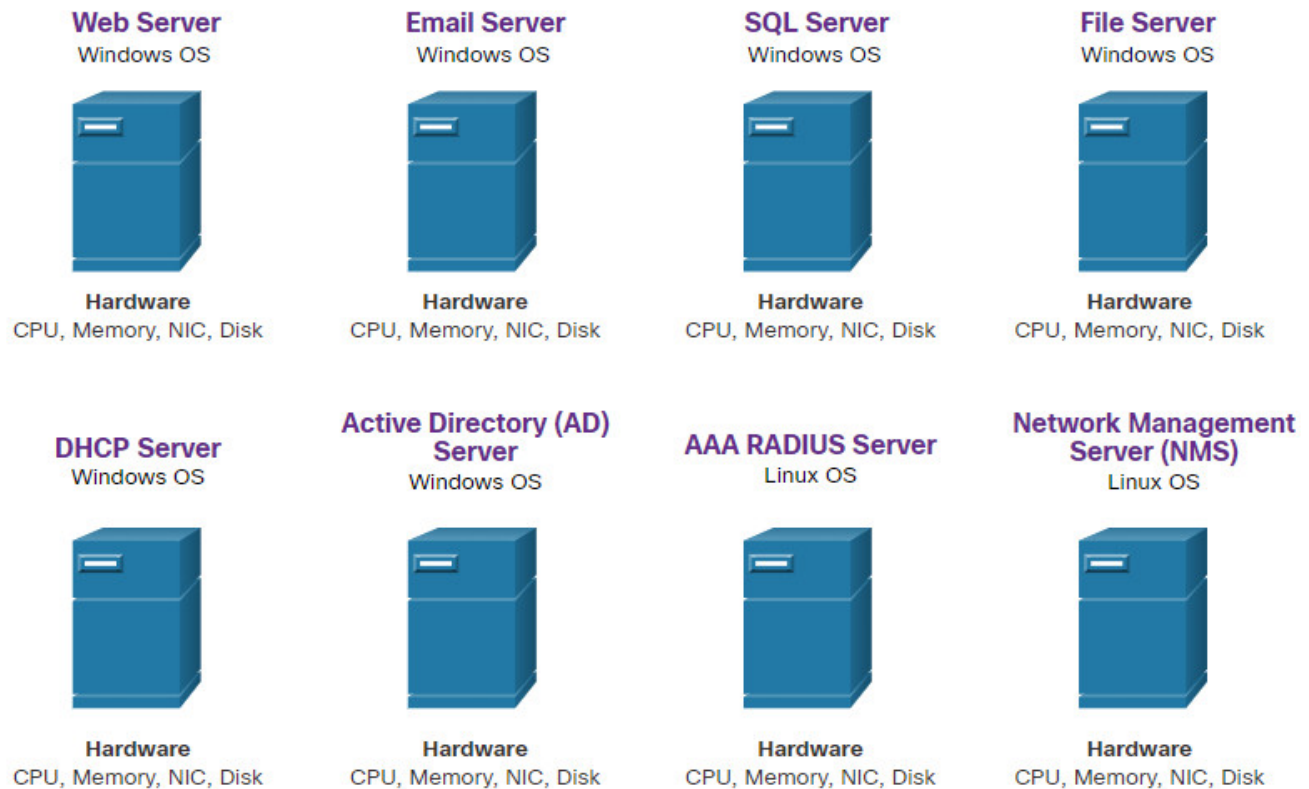 Web Server
Windows OS
Hardware
CPU, Memory, NIC, Disk
Email Server
Windows OS
Hardware
CPU, Memory, NIC, Disk
SQL Server
Windows OS
Hardware
CPU, Memory, NIC, Disk
File Server
Windows OS
Hardware
CPU, Memory, NIC, Disk
DHCP Server
Windows OS
Hardware
CPU, Memory, NIC, Disk
Active Directory (AD)
Server
Windows OS
Hardware
CPU, Memory, NIC, Disk
AAA RADIUS Server
Linux OS
Hardware
CPU, Memory, NIC, Disk
Network Management
Server (NMS)
Linux OS
Hardware
CPU, Memory, NIC, Disk